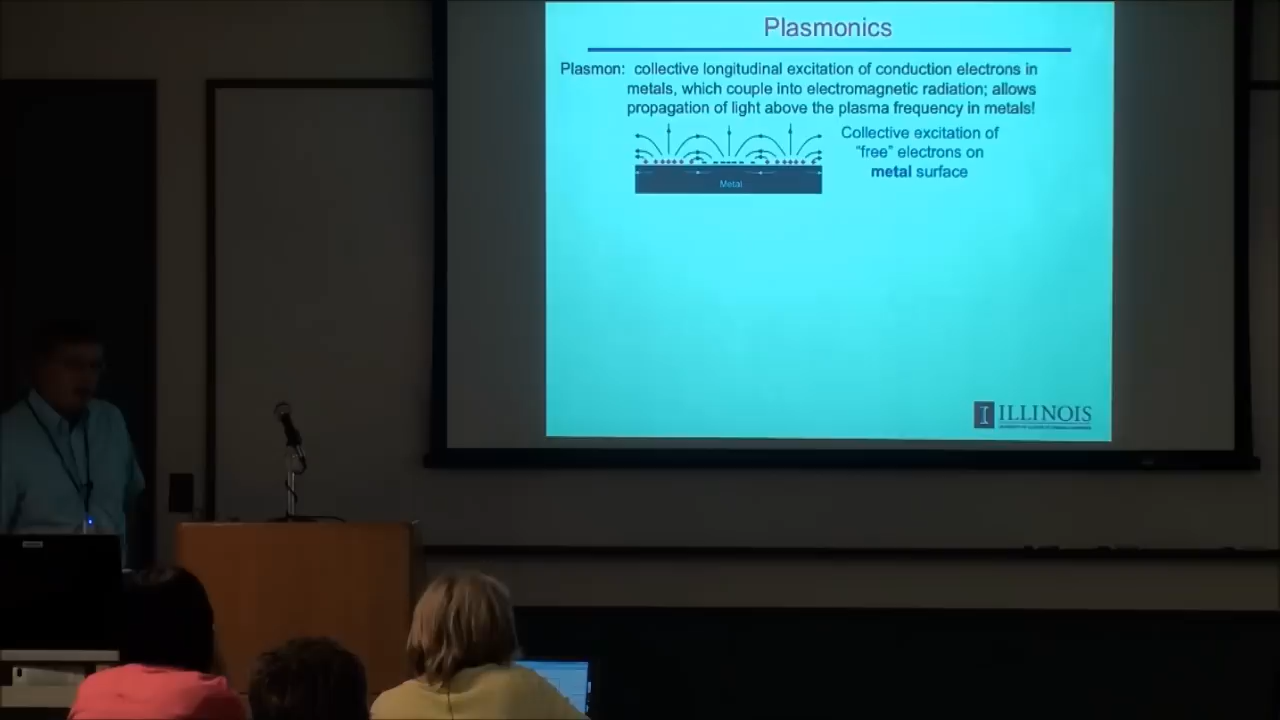 Plasmonics
Plasmon: collective longitudinal excitation of conduction electrons in
metals, which couple into electromagnetic radiation; allows
propagation of light above the plasma frequency in metals!
Collective excitation of
"free" electrons on
metal surface
Metal
I ILLINOIS